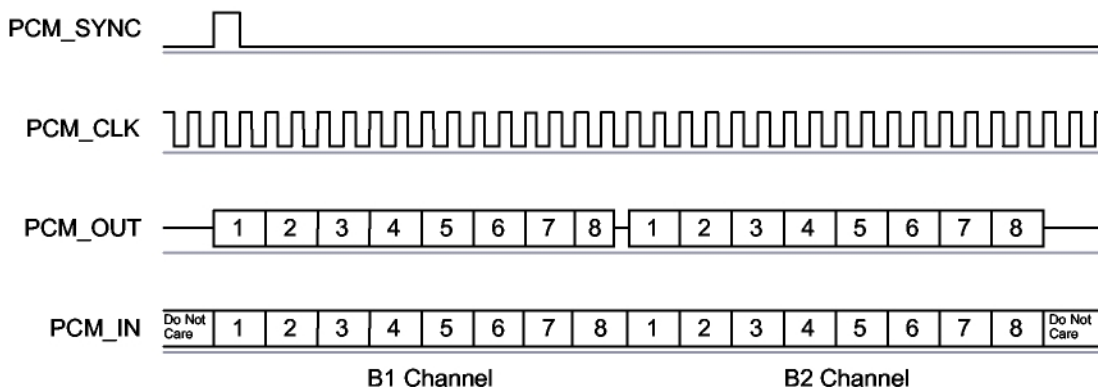 PCM_SYNC
PCM_CLK
PCM_OUT 1 2 3 4 5 6 7 8 1 2 3 4 5 6 7 8
PCM_IN Do Not Care 1 2 3 4 5 6 7 8 1 2 3 4 5 6 7 8 Do Not Care
B1 Channel B2 Channel